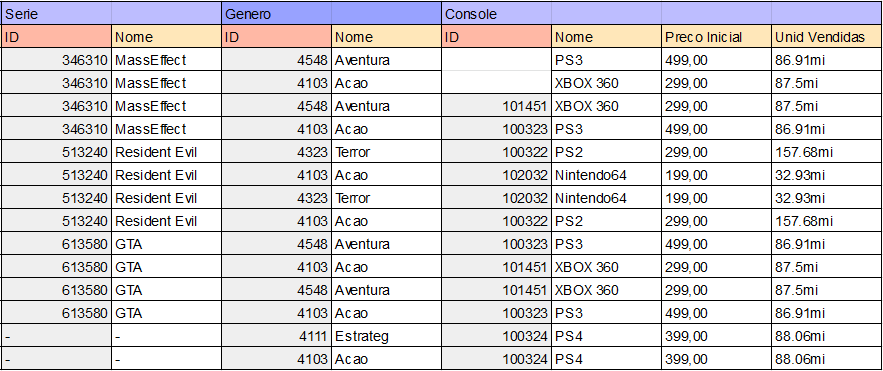 Serie Genero Console
ID Nome ID Nome ID Nome Preco Inicial Unid Vendidas
346310 MassEffect 4548 Aventura PS3 499,00 86.91mi
346310 MassEffect 4103 Acao XBOX 360 299,00 87.5mi
346310 MassEffect 4548 Aventura 101451 XBOX 360 299,00 87.5mi
346310 MassEffect 4103 Acao 100323 PS3 499,00 86.91mi
513240 Resident Evil 4323 Terror 100322 PS2 299,00 157.68mi
513240 Resident Evil 4103 Acao 102032 Nintendo64 199,00 32.93mi
513240 Resident Evil 4323 Terror 102032 Nintendo64 199,00 32.93mi
513240 Resident Evil 4103 Acao 100322 PS2 299,00 157.68mi
613580 GTA 4548 Aventura 100323 PS3 499,00 86.91mi
613580 GTA 4103 Acao 101451 XBOX 360 299,00 87.5mi
613580 GTA 4548 Aventura 101451 XBOX 360 299,00 87.5mi
613580 GTA 4103 Acao 100323 PS3 499,00 86.91mi
- - 4111 Estrateg 100324 PS4 399,00 88.06mi
- - 4103 Acao 100324 PS4 399,00 88.06mi